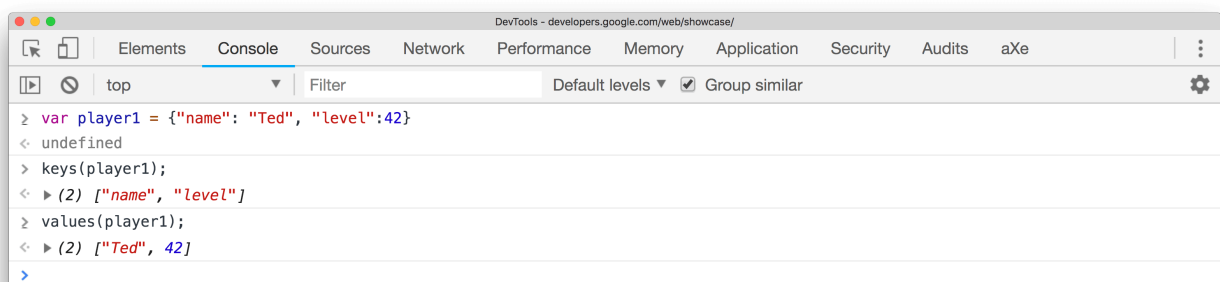 DevTools - developers.google.com/web/showcase/
Elements Console Sources Network Performance Memory Application Security Audits aXe
top Filter Default levels Group similar
var player1 = {"name": "Ted", "level":42}
undefined
keys(player1);
(2) ["name", "level"]
values(player1);
(2) ["Ted", 42]